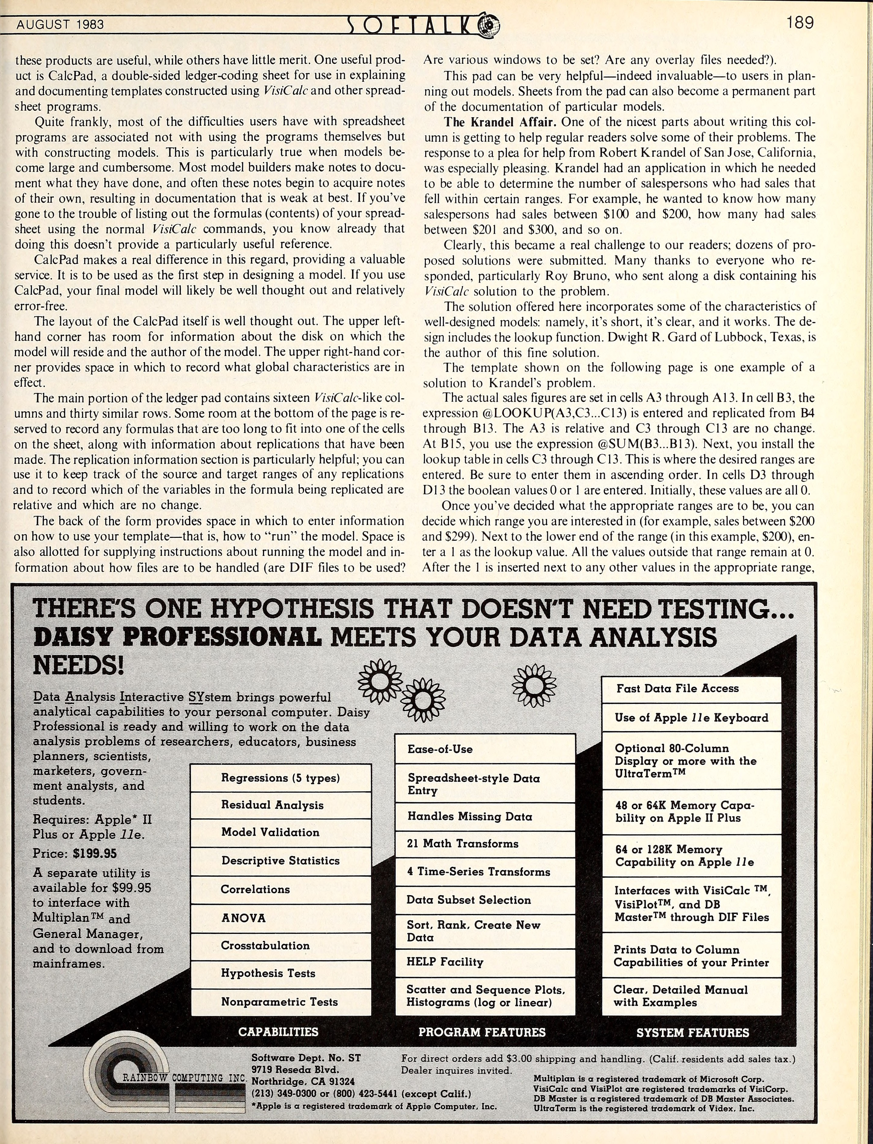 AUGUST 1983
SOFTALK
189
these products are useful, while others have little merit. One useful prod-
uct is CalcPad, a double-sided ledger-coding sheet for use in explaining
and documenting templates constructed using VisiCalc and other spread-
sheet programs.
Quite frankly, most of the difficulties users have with spreadsheet
programs are associated not with using the programs themselves but
with constructing models. This is particularly true when models be-
come large and cumbersome. Most model builders make notes to docu-
ment what they have done, and often these notes begin to acquire notes
of their own, resulting in documentation that is weak at best. If you've
gone to the trouble of listing out the formulas (contents) of your spread-
sheet using the normal VisiCalc commands, you know already that
doing this doesn't provide a particularly useful reference.
CalcPad makes a real difference in this regard, providing a valuable
service. It is to be used as the first step in designing a model. If you use
CalcPad, your final model will likely be well thought out and relatively
error-free.
The layout of the CalcPad itself is well thought out. The upper left-
hand corner has room for information about the disk on which the
model will reside and the author of the model. The upper right-hand cor-
ner provides space in which to record what global characteristics are in
effect.
The main portion of the ledger pad contains sixteen VisiCalc-like col-
umns and thirty similar rows. Some room at the bottom of the page is re-
served to record any formulas that are too long to fit into one of the cells
on the sheet, along with information about replications that have been
made. The replication information section is particularly helpful; you can
use it to keep track of the source and target ranges of any replications
and to record which of the variables in the formula being replicated are
relative and which are no change.
The back of the form provides space in which to enter information
on how to use your template—that is, how to "run" the model. Space is
also allotted for supplying instructions about running the model and in-
formation about how files are to be handled (are DIF files to be used?
Are various windows to be set? Are any overlay files needed?).
This pad can be very helpful—indeed invaluable—to users in plan-
ning out models. Sheets from the pad can also become a permanent part
of the documentation of particular models.
The Krandel Affair. One of the nicest parts about writing this col-
umn is getting to help regular readers solve some of their problems. The
response to a plea for help from Robert Krandel of San Jose, California,
was especially pleasing. Krandel had an application in which he needed
to be able to determine the number of salespersons who had sales that
fell within certain ranges. For example, he wanted to know how many
salespersons had sales between $100 and $200, how many had sales
between $201 and $300, and so on.
Clearly, this became a real challenge to our readers; dozens of pro-
posed solutions were submitted. Many thanks to everyone who re-
sponded, particularly Roy Bruno, who sent along a disk containing his
VisiCalc solution to the problem.
The solution offered here incorporates some of the characteristics of
well-designed models: namely, it's short, it's clear, and it works. The de-
sign includes the lookup function. Dwight R. Gard of Lubbock, Texas, is
the author of this fine solution.
The template shown on the following page is one example of a
solution to Krandel's problem.
The actual sales figures are set in cells A3 through A13. In cell B3, the
expression @LOOKUP(A3,C3...C13) is entered and replicated from B4
through B13. The A3 is relative and C3 through C13 are no change.
At B15, you use the expression @SUM(B3...B13). Next, you install the
lookup table in cells C3 through C13. This is where the desired ranges are
entered. Be sure to enter them in ascending order. In cells D3 through
D13 the boolean values 0 or 1 are entered. Initially, these values are all 0.
Once you've decided what the appropriate ranges are to be, you can
decide which range you are interested in (for example, sales between $200
and $299). Next to the lower end of the range (in this example, $200), en-
ter a 1 as the lookup value. All the values outside that range remain at 0.
After the 1 is inserted next to any other values in the appropriate range,
THERE'S ONE HYPOTHESIS THAT DOESN'T NEED TESTING...
DAISY PROFESSIONAL MEETS YOUR DATA ANALYSIS
NEEDS!
Data Analysis Interactive SYstem brings powerful
analytical capabilities to your personal computer. Daisy
Professional is ready and willing to work on the data
analysis problems of researchers, educators, business
planners, scientists,
marketers, govern-
ment analysts, and
students.
Requires: Apple* II
Plus or Apple IIe.
Price: $199.95
A separate utility is
available for $99.95
to interface with
Multiplan™ and
General Manager,
and to download from
mainframes.
Regressions (5 types)
Residual Analysis
Model Validation
Descriptive Statistics
Correlations
ANOVA
Crosstabulation
Hypothesis Tests
Nonparametric Tests
CAPABILITIES
Ease-of-Use
Spreadsheet-style Data
Entry
Handles Missing Data
21 Math Transforms
4 Time-Series Transforms
Data Subset Selection
Sort, Rank, Create New
Data
HELP Facility
Scatter and Sequence Plots,
Histograms (log or linear)
PROGRAM FEATURES
Fast Data File Access
Use of Apple IIe Keyboard
Optional 80-Column
Display or more with the
UltraTerm™
48 or 64K Memory Capa-
bility on Apple II Plus
64 or 128K Memory
Capability on Apple IIe
Interfaces with VisiCalc ™,
VisiPlot™, and DB
Master™ through DIF Files
Prints Data to Column
Capabilities of your Printer
Clear, Detailed Manual
with Examples
SYSTEM FEATURES
RAINBOW COMPUTING INC.
Software Dept. No. ST
9719 Reseda Blvd.
Northridge, CA 91324
(213) 349-0300 or (800) 423-5441 (except Calif.)
*Apple is a registered trademark of Apple Computer, Inc.
For direct orders add $3.00 shipping and handling. (Calif. residents add sales tax.)
Dealer inquires invited.
Multiplan is a registered trademark of Microsoft Corp.
VisiCalc and VisiPlot are registered trademarks of VisiCorp.
DB Master is a registered trademark of DB Master Associates.
UltraTerm is the registered trademark of Videx, Inc.